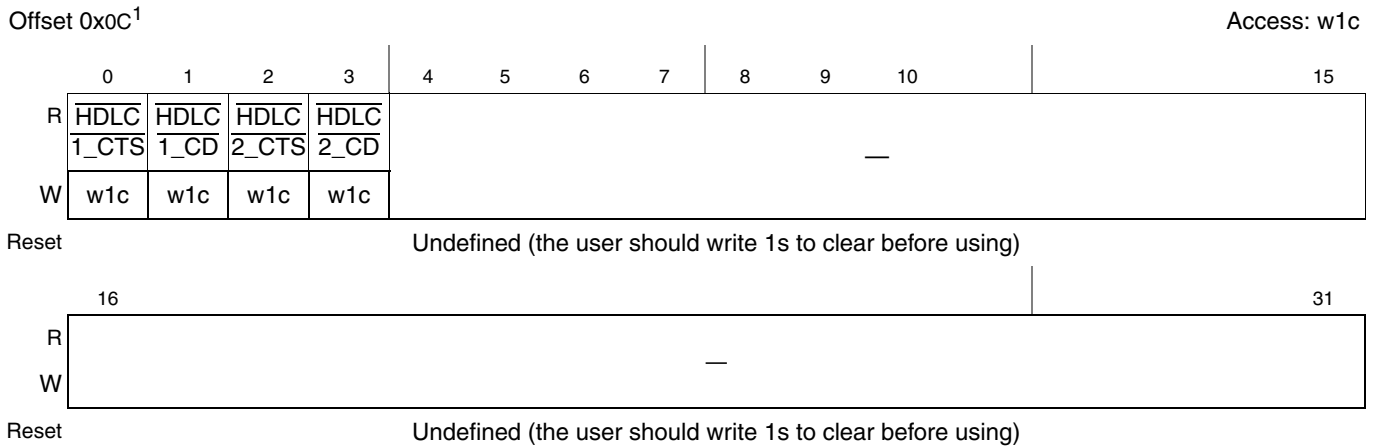 Offset 0x0C1 Access: w1c
0 1 2 3 4 5 6 7 8 9 10 15
R HDLC HDLC HDLC HDLC
1_CTS 1_CD 2_CTS 2_CD —
W w1c w1c w1c w1c
Reset Undefined (the user should write 1s to clear before using)
16 31
R
—
W
Reset Undefined (the user should write 1s to clear before using)